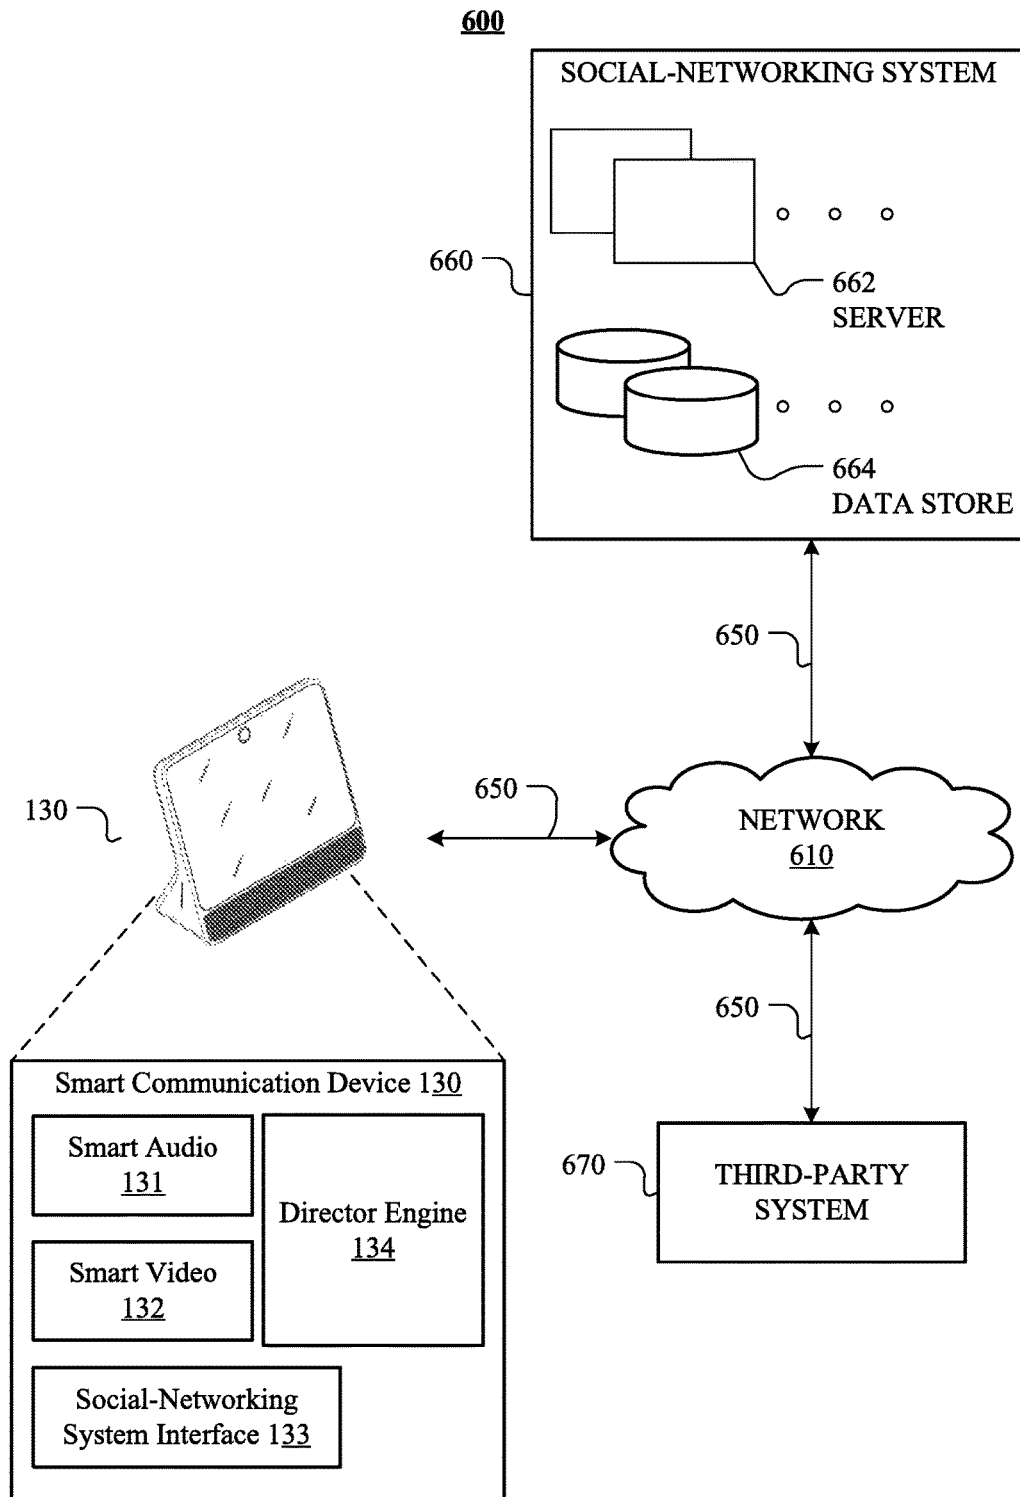 600
SOCIAL-NETWORKING SYSTEM
660
662
SERVER
664
DATA STORE
650
130
650
NETWORK
610
650
Smart Communication Device 130
Smart Audio
131
Director Engine
134
Smart Video
132
Social-Networking
System Interface 133
670
THIRD-PARTY
SYSTEM